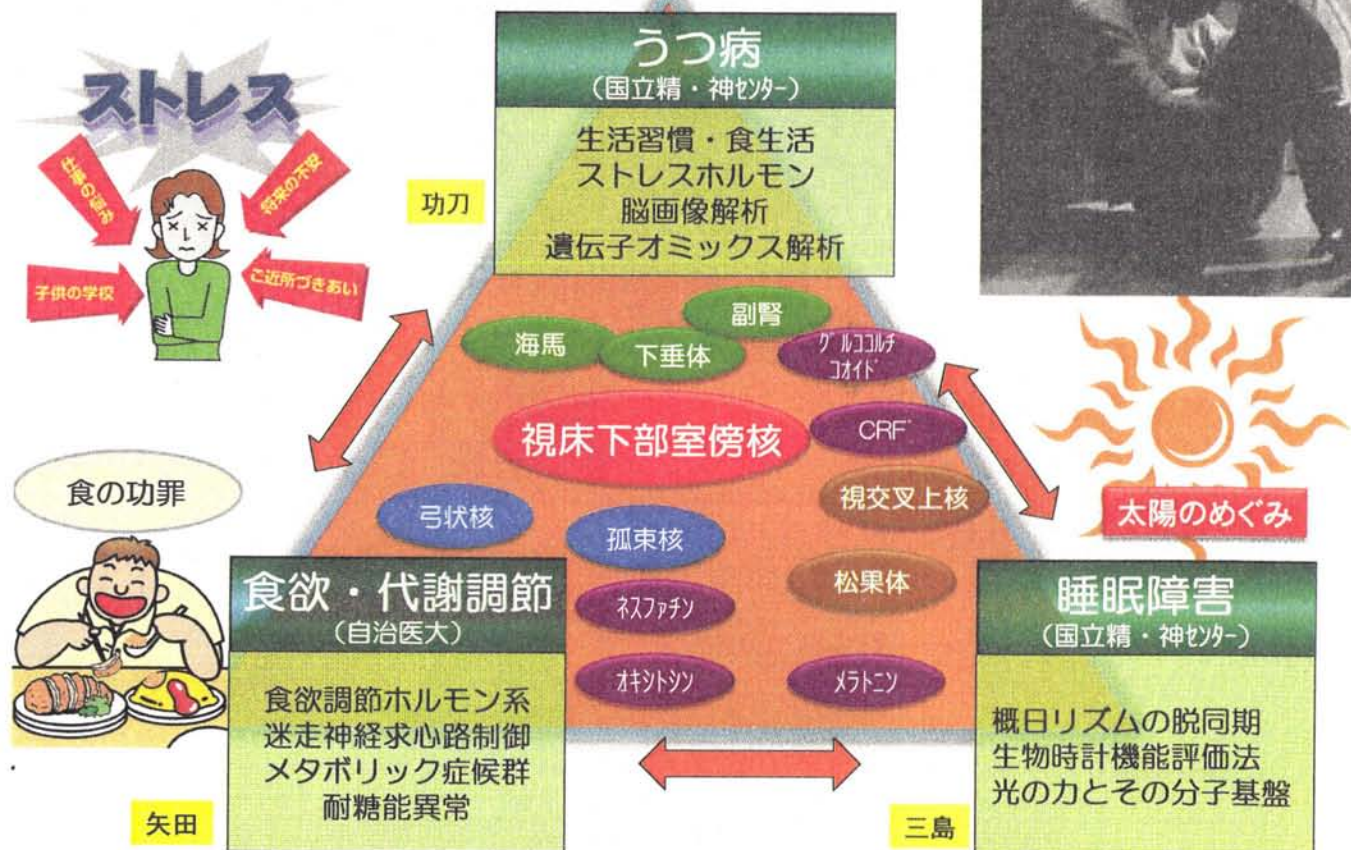 うつ病
(国立精・神センター)
生活習慣・食生活
ストレスホルモン
脳画像解析
遺伝子オミックス解析
功刀
ストレス
仕事の悩み
将来の不安
子供の学校
ご近所づきあい
海馬
下垂体
副腎
グルココルチ
コオイド
視床下部室傍核
CRF
視交叉上核
弓状核
孤束核
松果体
ネスファチン
オキシトシン
メラトニン
食の功罪
太陽のめぐみ
食欲・代謝調節
(自治医大)
食欲調節ホルモン系
迷走神経求心路制御
メタボリック症候群
耐糖能異常
矢田
睡眠障害
(国立精・神センター)
概日リズムの脱同期
生物時計機能評価法
光の力とその分子基盤
三島